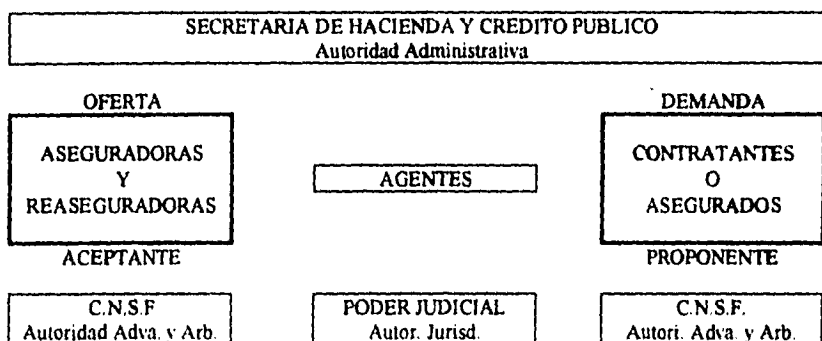 SECRETARIA DE HACIENDA Y CREDITO PUBLICO
Autoridad Administrativa
OFERTA
DEMANDA
ASEGURADORAS
Y
REASEGURADORAS
AGENTES
CONTRATANTES
O
ASEGURADOS
ACEPTANTE
PROPONENTE
C.N.S.F
Autoridad Adva. y Arb.
PODER JUDICIAL
Autor. Jurisd.
C.N.S.F.
Autori. Adva. y Arb.